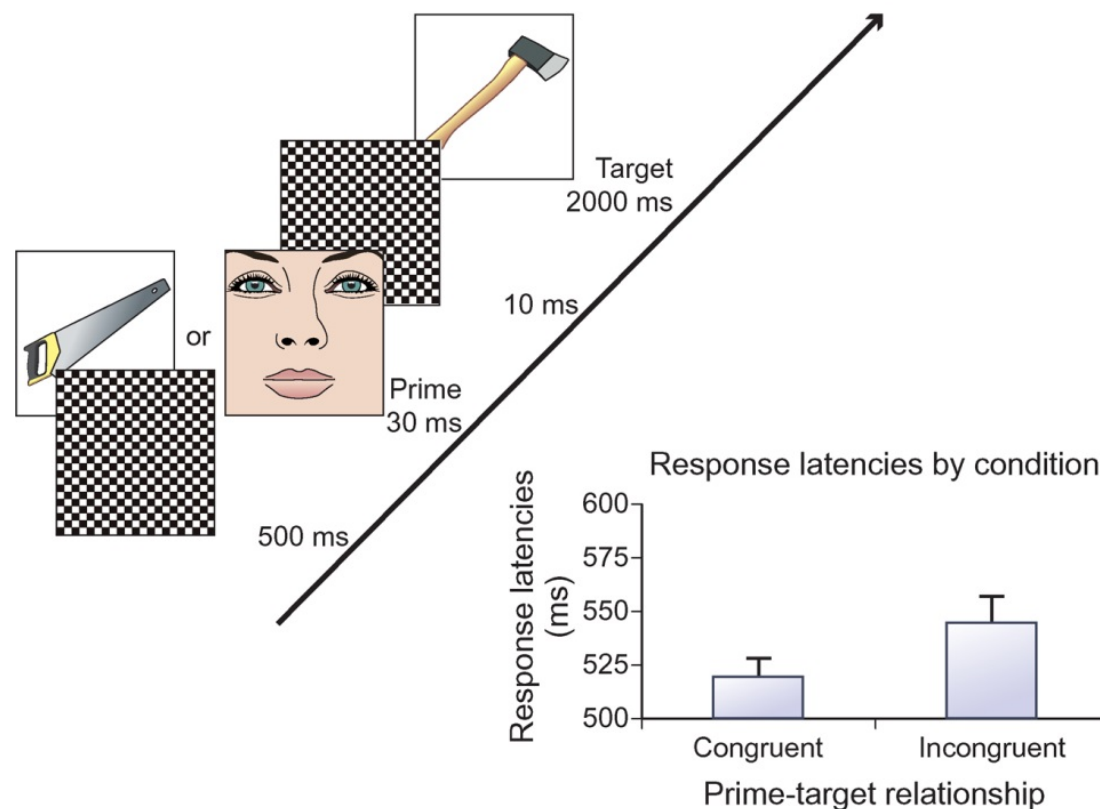 Target
2000 ms
10 ms
or
Prime
30 ms
500 ms
Response latencies by condition
Response latencies
(ms)
600
575
550
525
500
Congruent
Incongruent
Prime-target relationship